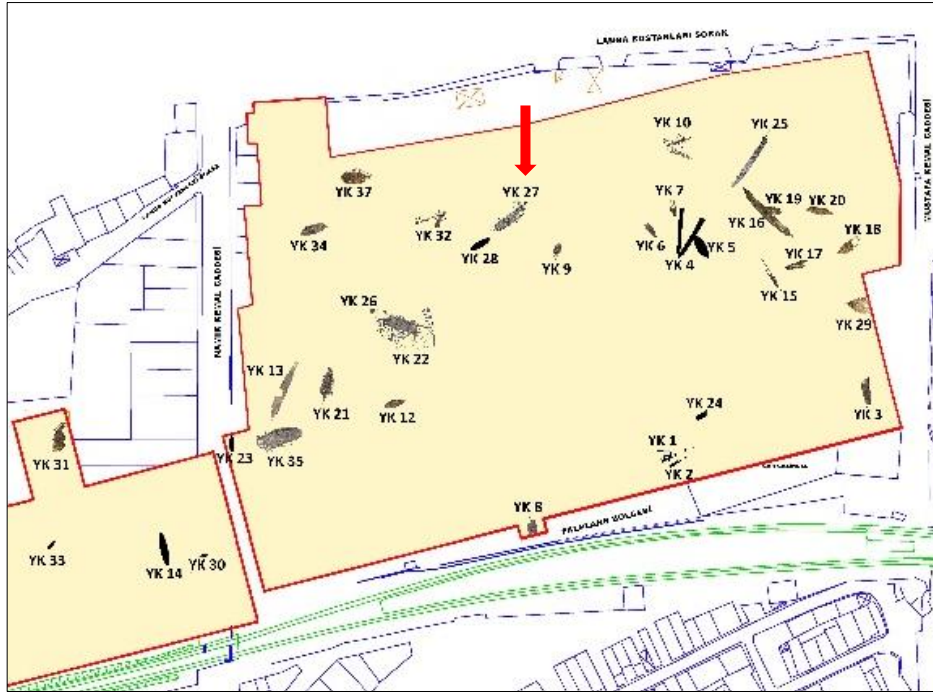 LANGA BOSTANLARI SOKAK
MUSTAFA KEMAL CADDESİ
NAMIK KEMAL CADDESİ
YK 10
YK 25
YK 37
YK 27
YK 7
YK 19
YK 20
YK 16
YK 34
YK 32
YK 28
YK 9
YK 6
YK 4
YK 5
YK 18
YK 17
YK 15
YK 26
YK 22
YK 29
YK 13
YK 21
YK 12
YK 24
YK 3
YK 31
YK 23
YK 35
YK 1
YK 2
YK 8
YK 33
YK 14
YK 30